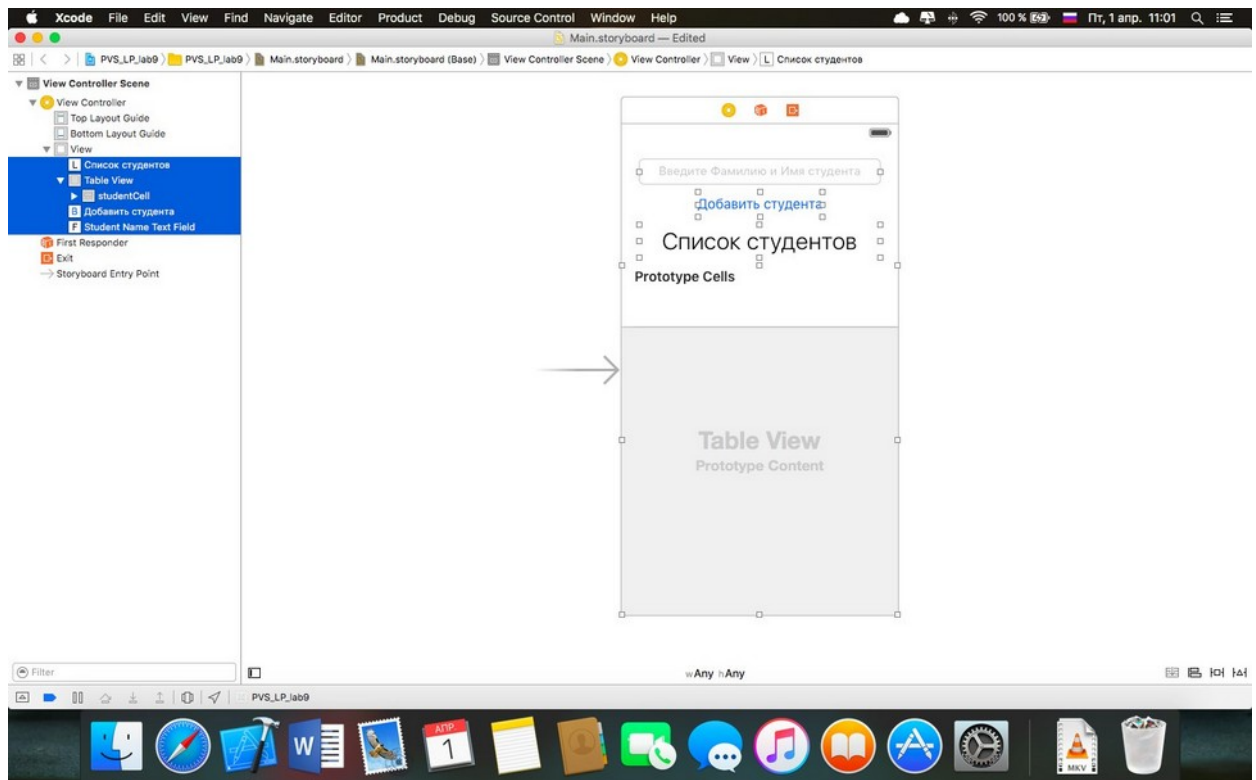 Xcode File Edit View Find Navigate Editor Product Debug Source Control Window Help 100 % Пт, 1 апр. 11:01
Main.storyboard — Edited
PVS_LP_lab9 PVS_LP_lab9 Main.storyboard Main.storyboard (Base) View Controller Scene View Controller View L Список студентов
View Controller Scene
View Controller
Top Layout Guide
Bottom Layout Guide
View
L Список студентов
Table View
studentCell
B Добавить студента
F Student Name Text Field
First Responder
Exit
Storyboard Entry Point
Введите Фамилию и Имя студента
Добавить студента
Список студентов
Prototype Cells
Table View
Prototype Content
Filter
wAny hAny
PVS_LP_lab9
W
АПР
1
MKV